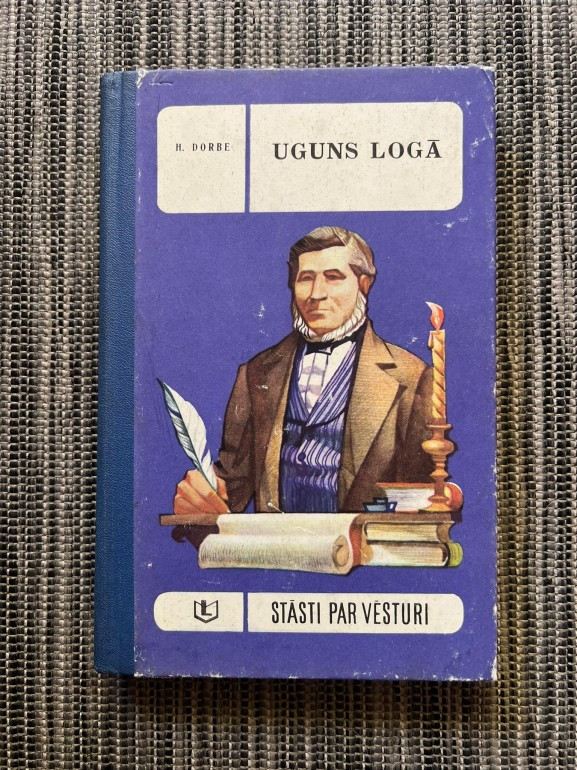 H. DORBE
UGUNS LOGĀ
STĀSTI PAR VĒSTURI